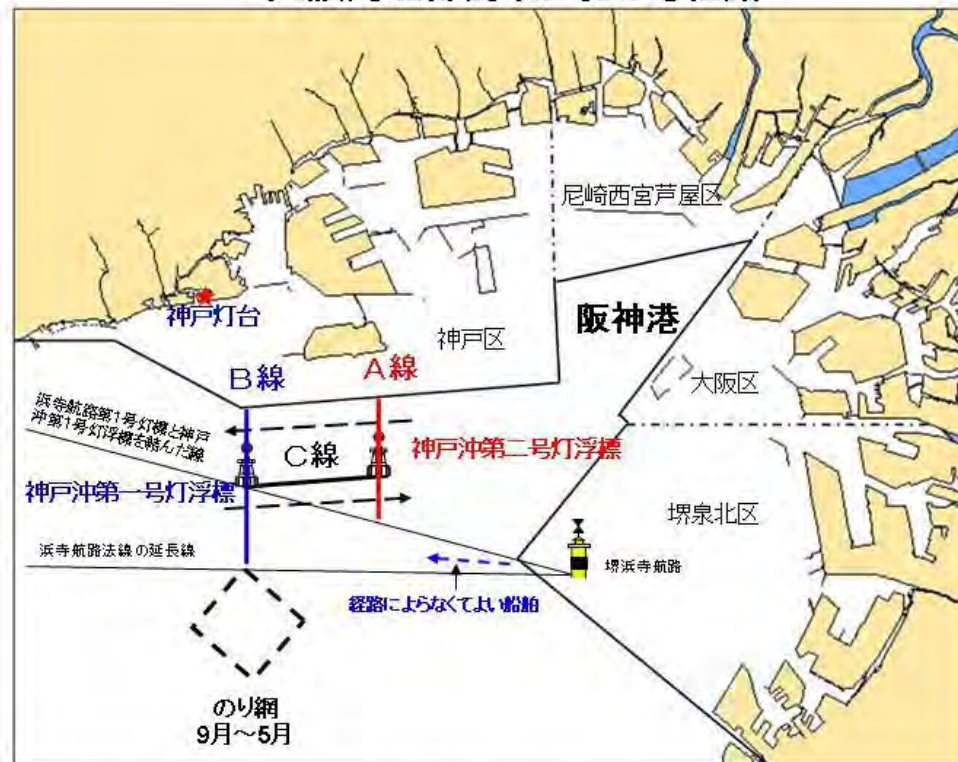 尼崎西宮芦屋区
神戸灯台
神戸区
阪神港
大阪区
B線
A線
浜寺航路第1号灯標と神戸
沖第1号灯浮標を結んだ線
C線
神戸沖第二号灯浮標
神戸沖第一号灯浮標
堺泉北区
浜寺航路法線の延長線
堺浜寺航路
経路によらなくてよい船舶
のり網
9月~5月